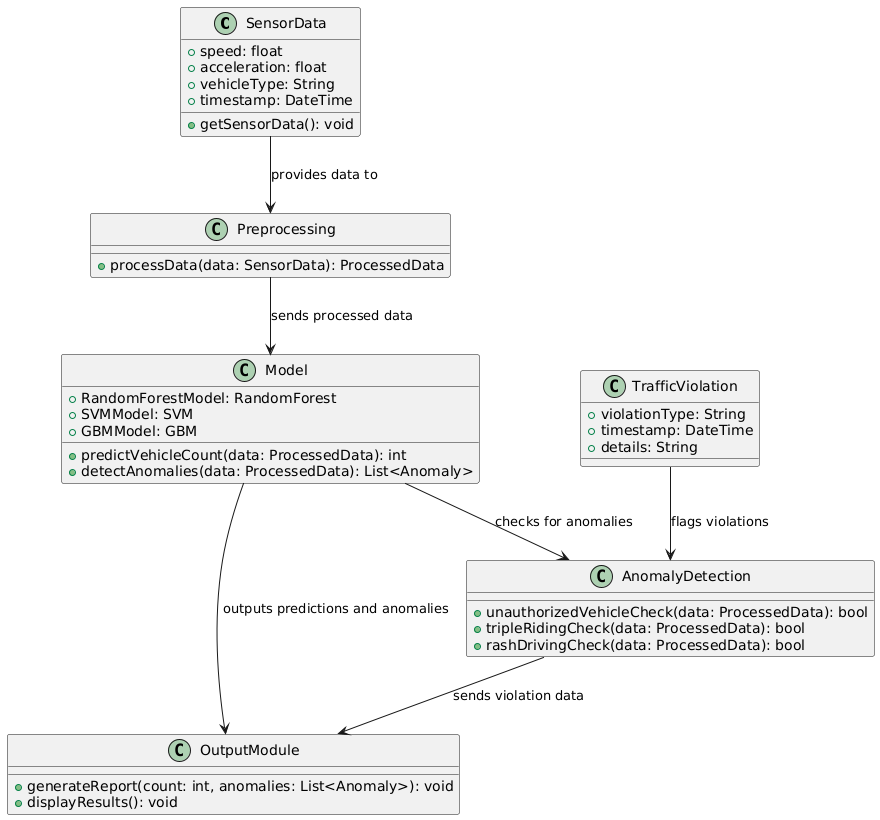 C SensorData
+speed: float
+acceleration: float
+vehicleType: String
+timestamp: DateTime
+getSensorData(): void
provides data to
C Preprocessing
processData(data: SensorData): ProcessedData
sends processed data
C Model
RandomForestModel: RandomForest
SVMModel: SVM
GBMModel: GBM
predictVehicleCount(data: ProcessedData): int
detectAnomalies(data: ProcessedData): List<Anomaly>
C TrafficViolation
violationType: String
timestamp: DateTime
details: String
checks for anomalies
flags violations
C AnomalyDetection
unauthorizedVehicleCheck(data: ProcessedData): bool
tripleRidingCheck(data: ProcessedData): bool
rashDrivingCheck(data: ProcessedData): bool
outputs predictions and anomalies
sends violation data
C OutputModule
generateReport(count: int, anomalies: List<Anomaly>): void
displayResults(): void